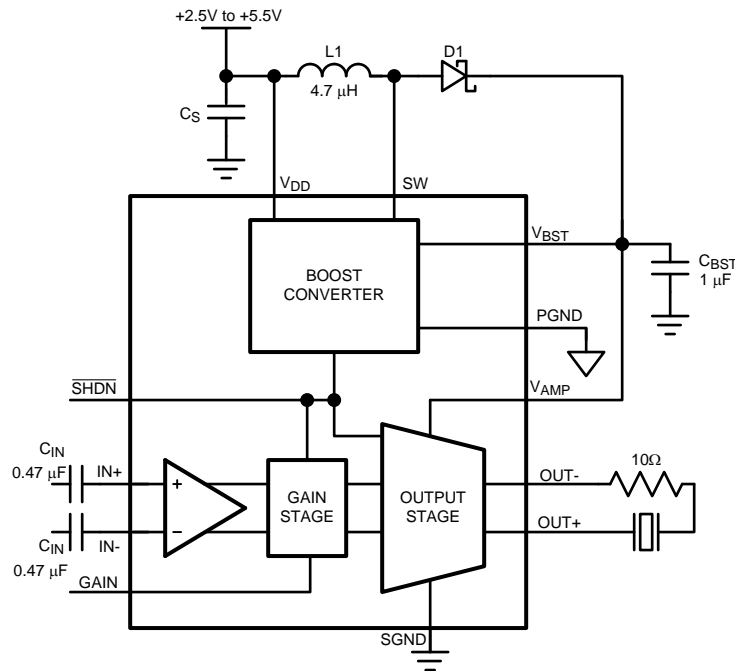 +2.5V to +5.5V
L1
D1
4.7 μH
CS
VDD
SW
VBST
BOOST
CONVERTER
CBST
1 μF
PGND
SHDN
VAMP
CIN
0.47 μF
IN+
+
GAIN
STAGE
OUTPUT
STAGE
OUT-
10Ω
−
OUT+
CIN
IN-
0.47 μF
GAIN
SGND